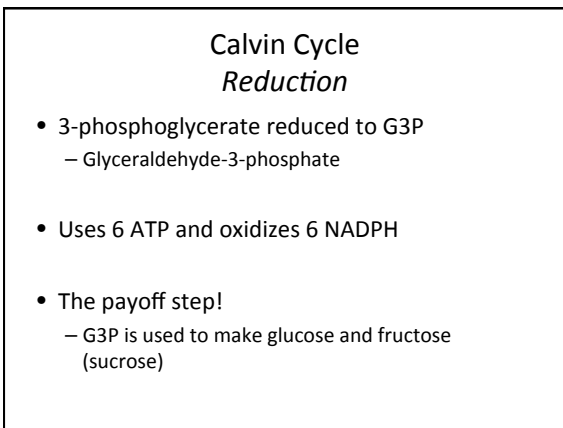 Calvin Cycle
Reduction
• 3-phosphoglycerate reduced to G3P
– Glyceraldehyde-3-phosphate
• Uses 6 ATP and oxidizes 6 NADPH
• The payoff step!
– G3P is used to make glucose and fructose
(sucrose)